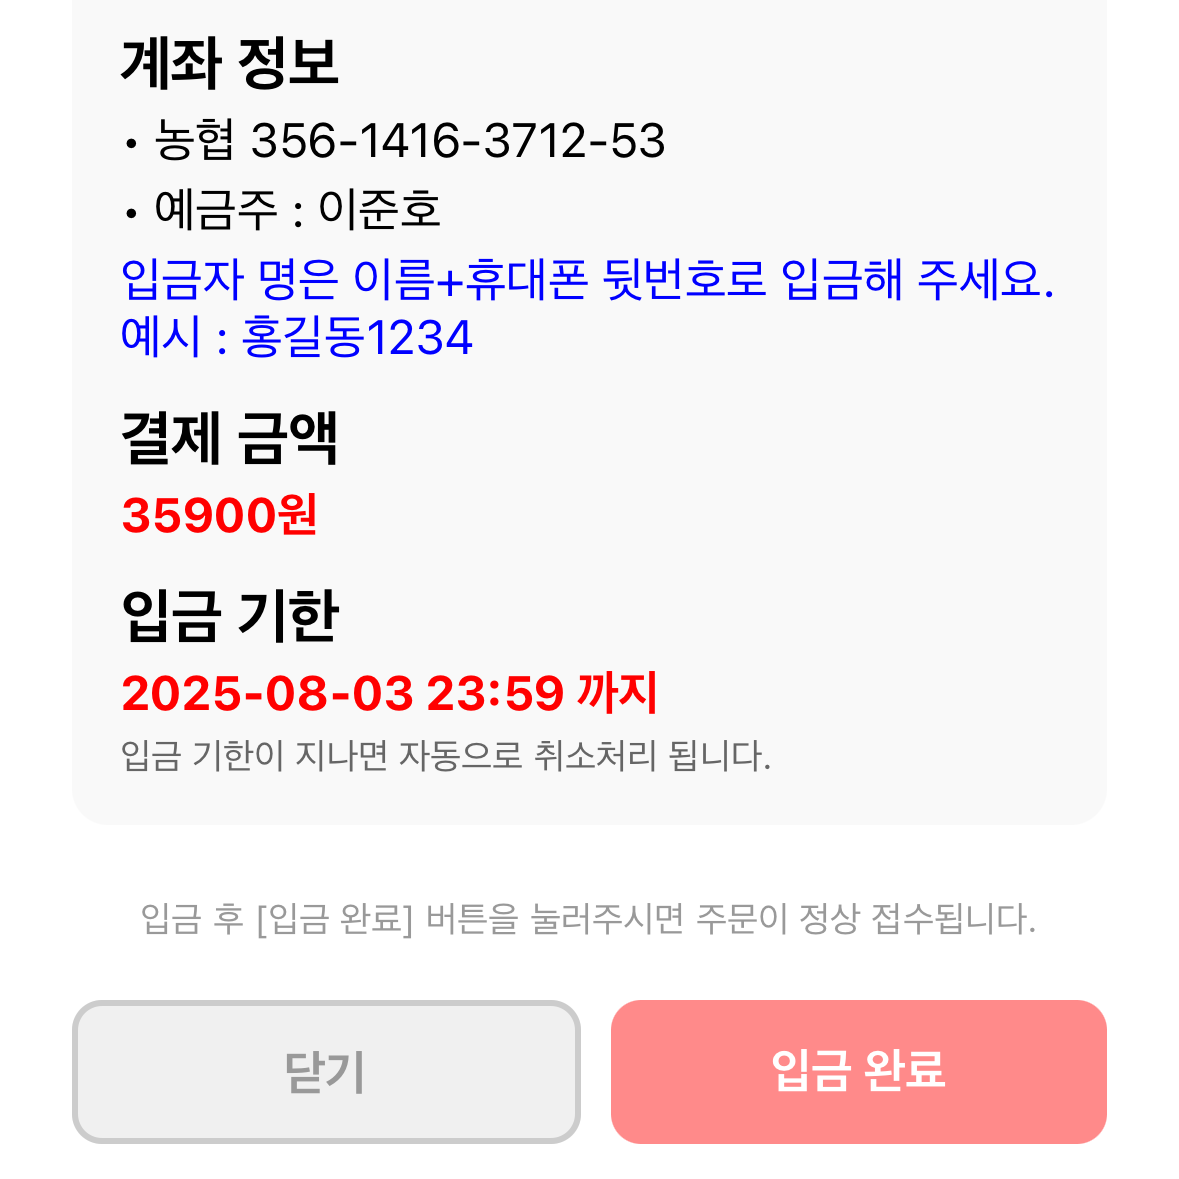 계좌 정보
• 농협 356-1416-3712-53
• 예금주 : 이준호
입금자 명은 이름+휴대폰 뒷번호로 입금해 주세요.
예시 : 홍길동1234
결제 금액
35900원
입금 기한
2025-08-03 23:59 까지
입금 기한이 지나면 자동으로 취소처리 됩니다.
입금 후 [입금 완료] 버튼을 눌러주시면 주문이 정상 접수됩니다.
닫기
입금 완료